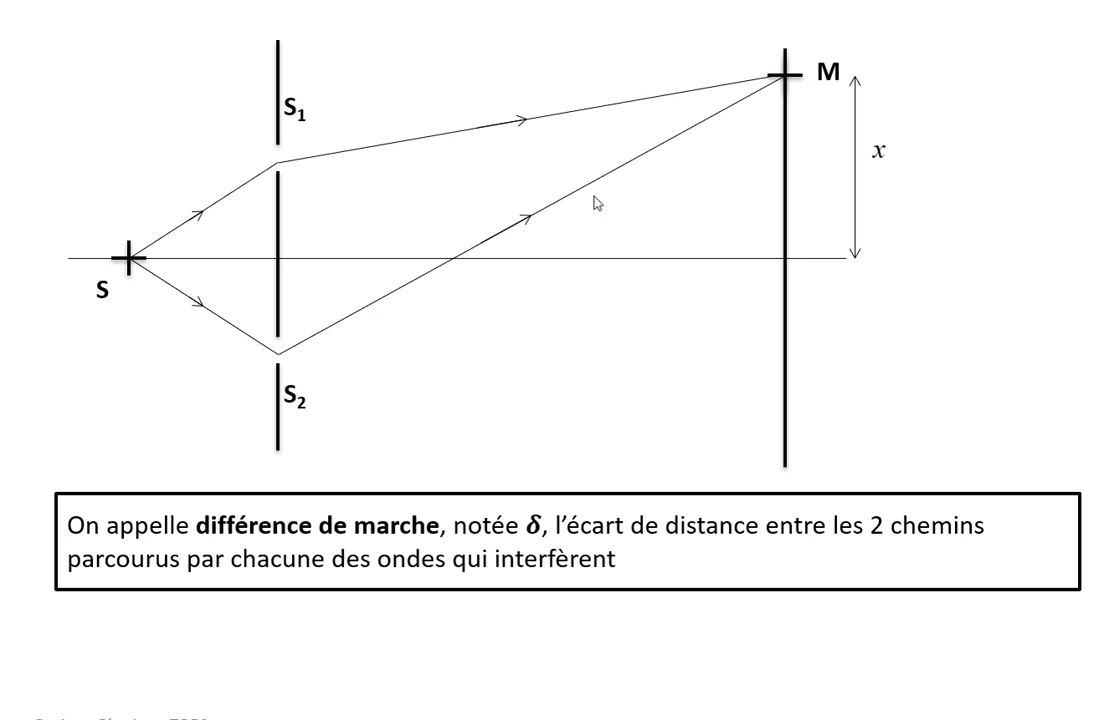 M
S₁
x
S
S₂
On appelle différence de marche, notée δ, l’écart de distance entre les 2 chemins
parcourus par chacune des ondes qui interfèrent